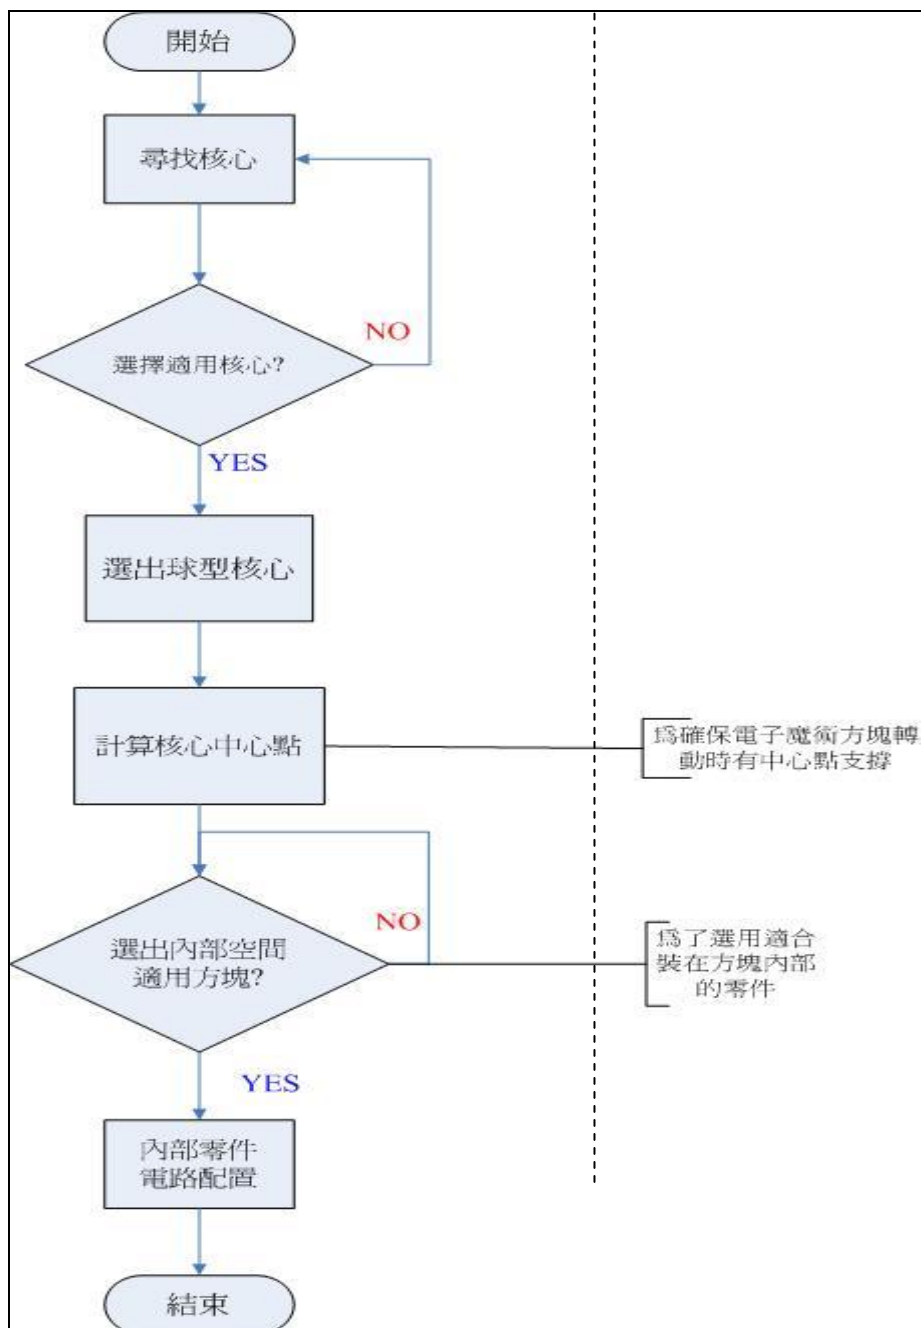 開始
尋找核心
NO
選擇適用核心?
YES
選出球型核心
計算核心中心點
為確保電子魔術方塊轉
動時有中心點支撐
NO
選出內部空間
適用方塊?
為了選用適合
裝在方塊內部
的零件
YES
內部零件
電路配置
結束